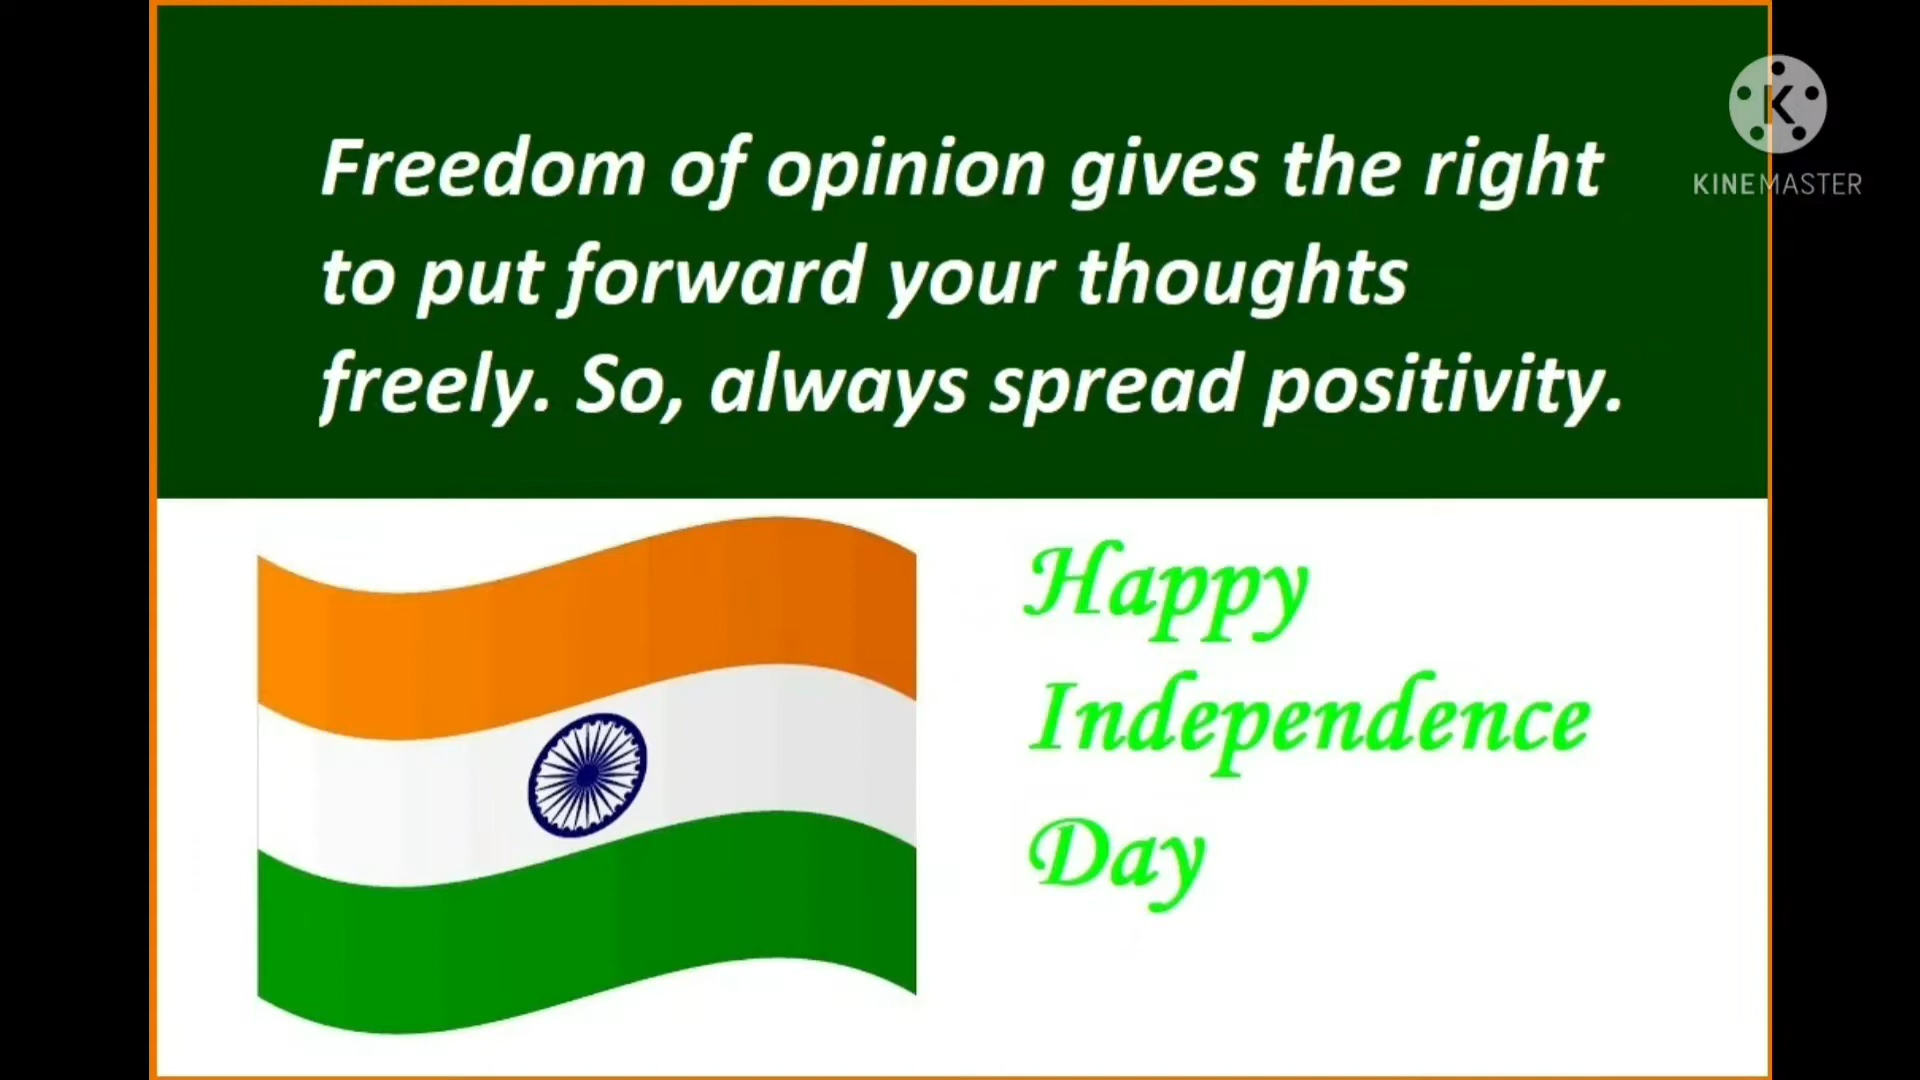 Freedom of opinion gives the right
to put forward your thoughts
freely. So, always spread positivity.
Happy
Independence
Day
K
KINEMASTER